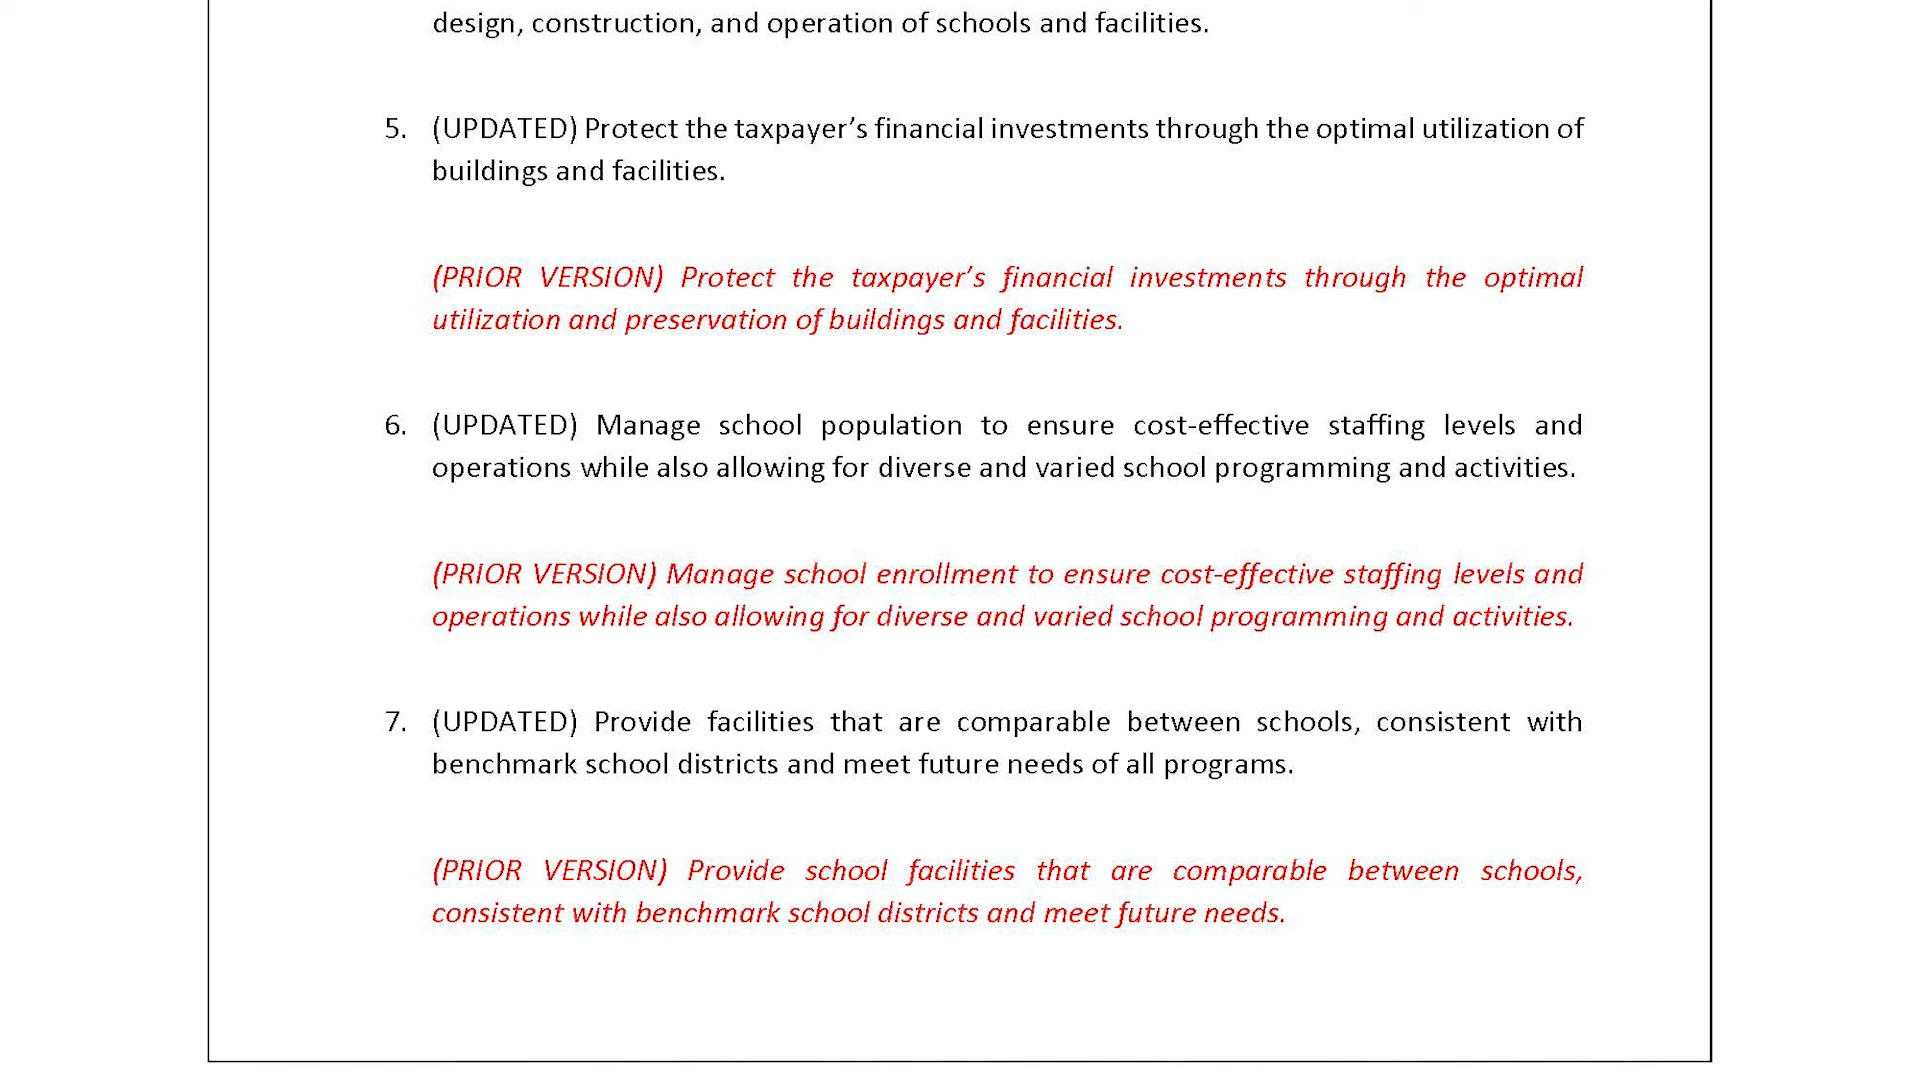 design, construction, and operation of schools and facilities.
5. (UPDATED) Protect the taxpayer’s financial investments through the optimal utilization of
buildings and facilities.
(PRIOR VERSION) Protect the taxpayer’s financial investments through the optimal
utilization and preservation of buildings and facilities.
6. (UPDATED) Manage school population to ensure cost-effective staffing levels and
operations while also allowing for diverse and varied school programming and activities.
(PRIOR VERSION) Manage school enrollment to ensure cost-effective staffing levels and
operations while also allowing for diverse and varied school programming and activities.
7. (UPDATED) Provide facilities that are comparable between schools, consistent with
benchmark school districts and meet future needs of all programs.
(PRIOR VERSION) Provide school facilities that are comparable between schools,
consistent with benchmark school districts and meet future needs.